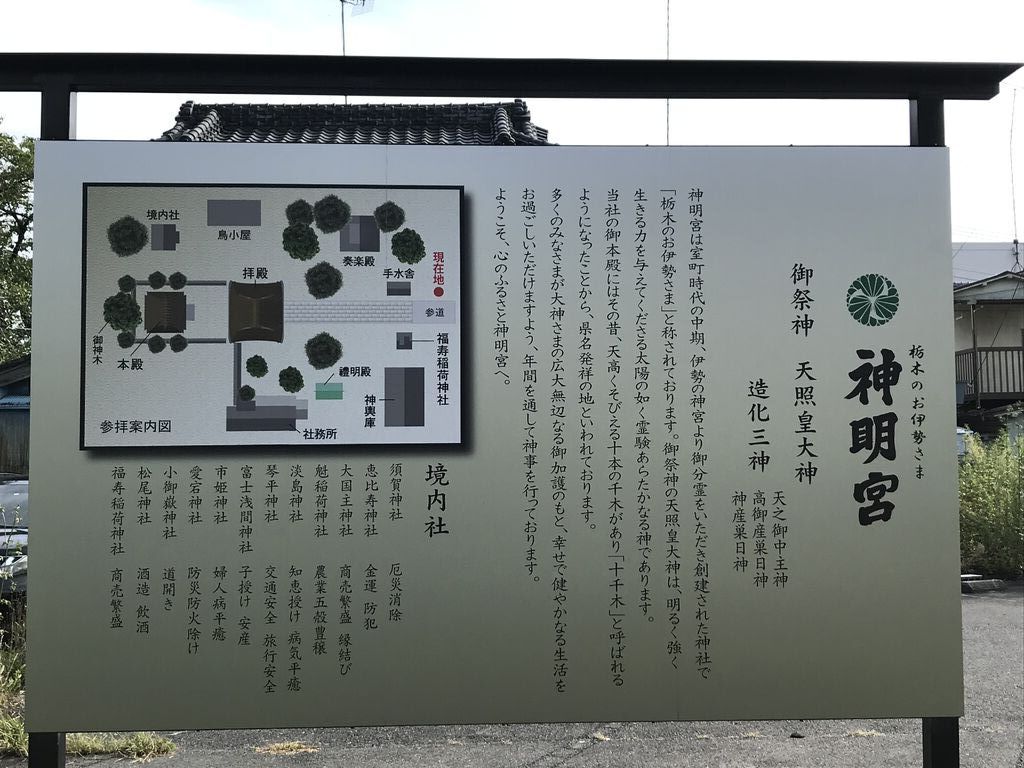 栃木のお伊勢さま
神明宮
御祭神　天照皇大神
造化三神
天之御中主神
高御産巣日神
神産巣日神
神明宮は室町時代の中期、伊勢の神宮より御分霊をいただき創建された神社で
「栃木のお伊勢さま」と称されております。御祭神の天照皇大神は、明るく強く
生きる力を与えてくださる太陽の如く霊験あらたかなる神であります。
当社の御本殿にはその昔、天高くそびえる十本の千木があり「十千木」と呼ばれる
ようになったことから、県名発祥の地といわれております。
多くのみなさまが大神さまの広大無辺なる御加護のもと、幸せで健やかなる生活を
お過ごしいただけますよう、年間を通して神事を行っております。
ようこそ、心のふるさと神明宮へ。
境内社
須賀神社　厄災消除
恵比寿神社　金運 防犯
大国主神社　商売繁盛 縁結び
魁稲荷神社　農業五穀豊穣
淡島神社　知恵授け 病気平癒
琴平神社　交通安全 旅行安全
富士浅間神社　子授け 安産
市姫神社　婦人病平癒
愛宕神社　防災防火除け
小御嶽神社　道開き
松尾神社　酒造 飲酒
福寿稲荷神社　商売繁盛
境内社
鳥小屋
奏楽殿
手水舎
現在地
拝殿
参道
御神木
本殿
福寿稲荷神社
禮明殿
神輿庫
社務所
参拝案内図